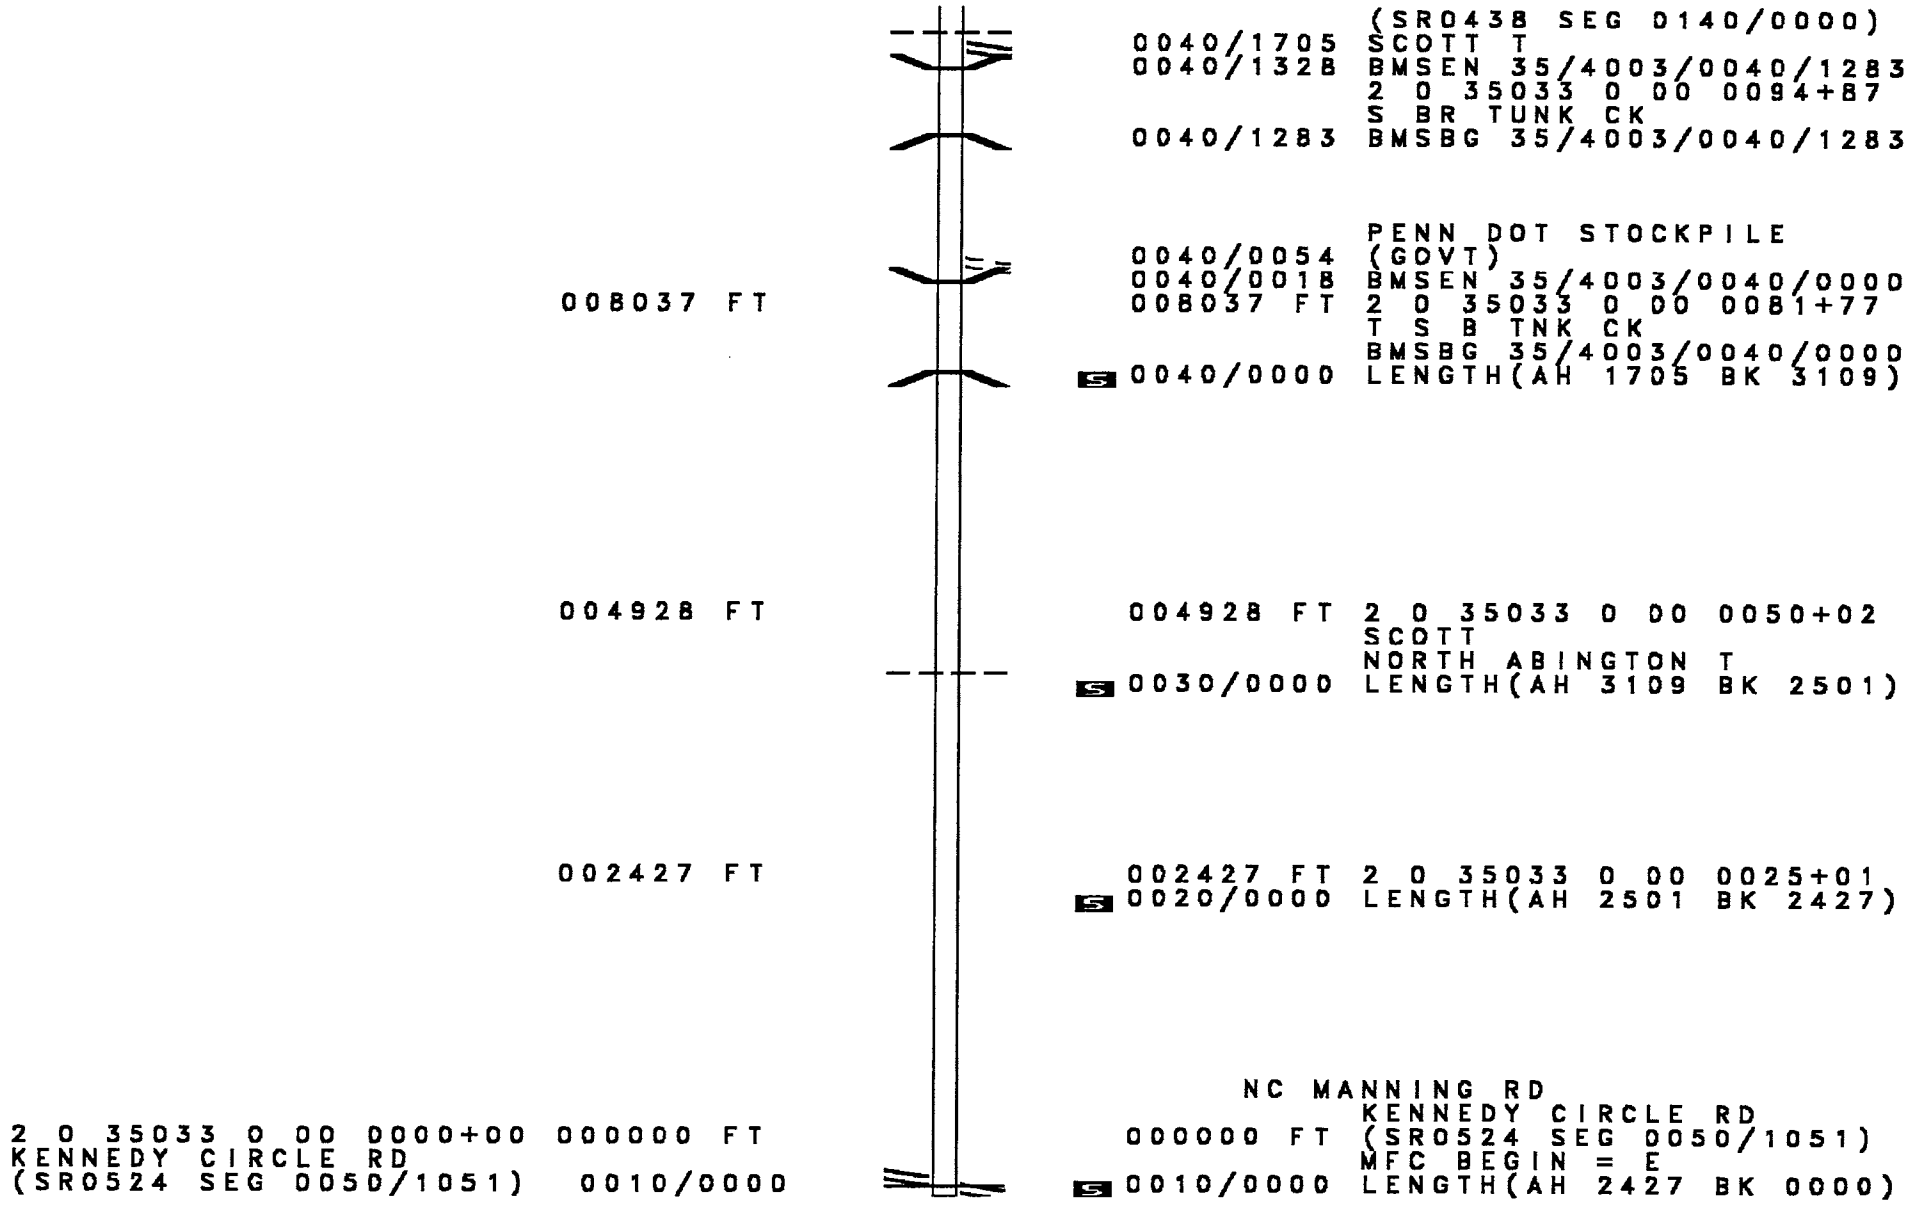 (SR0438 SEG 0140/0000)
0040/1705 SCOTT T
0040/1328 BMSEN 35/4003/0040/1283
2 0 35033 0 00 0094+87
S BR TUNK CK
0040/1283 BMSBG 35/4003/0040/1283
PENN DOT STOCKPILE
0040/0054 (GOVT)
0040/0018 BMSEN 35/4003/0040/0000
008037 FT 008037 FT 2 0 35033 0 00 0081+77
T S B TNK CK
BMSBG 35/4003/0040/0000
S 0040/0000 LENGTH(AH 1705 BK 3109)
004928 FT 004928 FT 2 0 35033 0 00 0050+02
SCOTT
NORTH ABINGTON T
S 0030/0000 LENGTH(AH 3109 BK 2501)
002427 FT 002427 FT 2 0 35033 0 00 0025+01
S 0020/0000 LENGTH(AH 2501 BK 2427)
NC MANNING RD
KENNEDY CIRCLE RD
2 0 35033 0 00 0000+00 000000 FT 000000 FT (SR0524 SEG 0050/1051)
KENNEDY CIRCLE RD MFC BEGIN = E
(SR0524 SEG 0050/1051) 0010/0000 S 0010/0000 LENGTH(AH 2427 BK 0000)